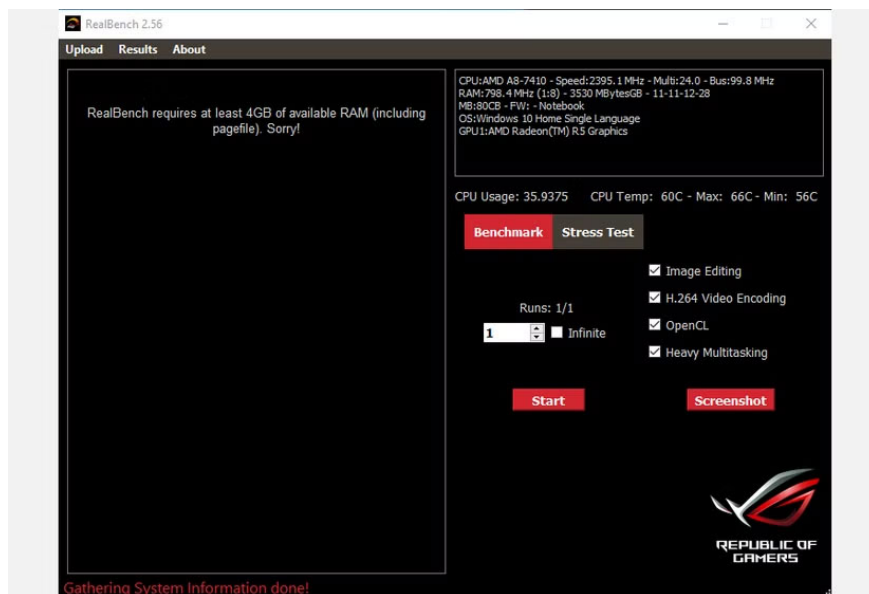 RealBench 2.56
Upload Results About
RealBench requires at least 4GB of available RAM (including
pagefile). Sorry!
CPU:AMD A8-7410 - Speed:2395.1 MHz - Multi:24.0 - Bus:99.8 MHz
RAM:798.4 MHz (1:8) - 3530 MBytesGB - 11-11-12-28
MB:80CB - FW: - Notebook
OS:Windows 10 Home Single Language
GPU1:AMD Radeon(TM) R5 Graphics
CPU Usage: 35.9375 CPU Temp: 60C - Max: 66C - Min: 56C
Benchmark Stress Test
Image Editing
H.264 Video Encoding
Runs: 1/1
OpenCL
1 Infinite
Heavy Multitasking
Start Screenshot
REPUBLIC OF
GAMERS
Gathering System Information done!